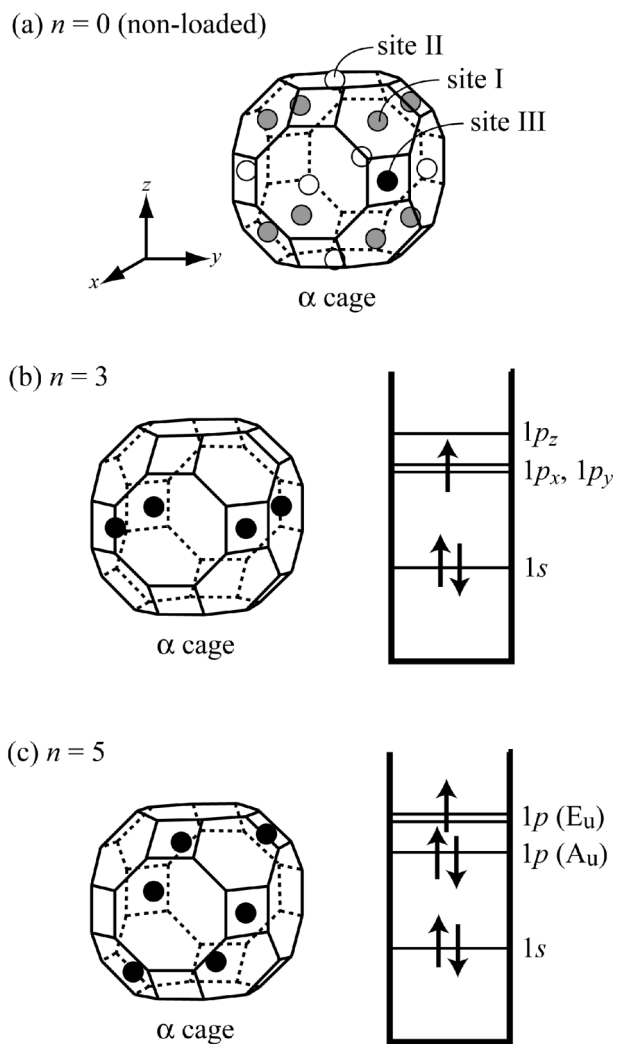 (a) n = 0 (non-loaded)
site II
site I
site III
z
x
y
α cage
(b) n = 3
1pz
1px, 1py
1s
α cage
(c) n = 5
1p (Eu)
1p (Au)
1s
α cage